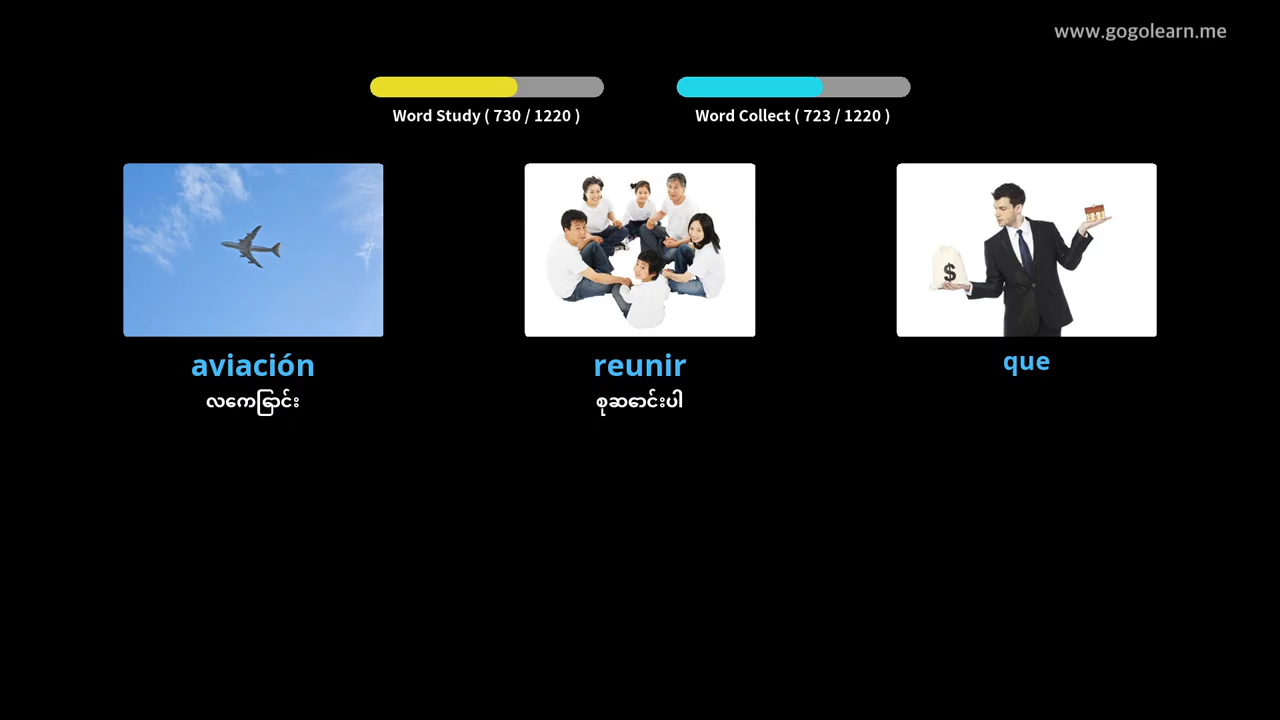 www.gogolearn.me
Word Study ( 730 / 1220 )
Word Collect ( 723 / 1220 )
$
aviación
လကြောင်း
reunir
စုဆောင်းပါ
que